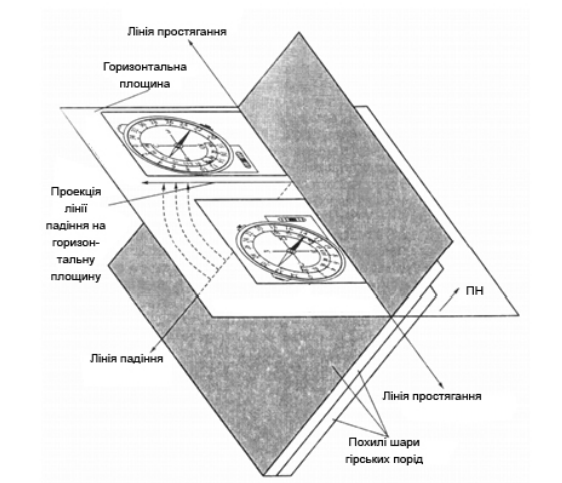 Лінія простягання
Горизонтальна
площина
Проекція
лінії
падіння на
горизон-
тальну
площину
ПН
Лінія падіння
Лінія простягання
Похилі шари
гірських порід